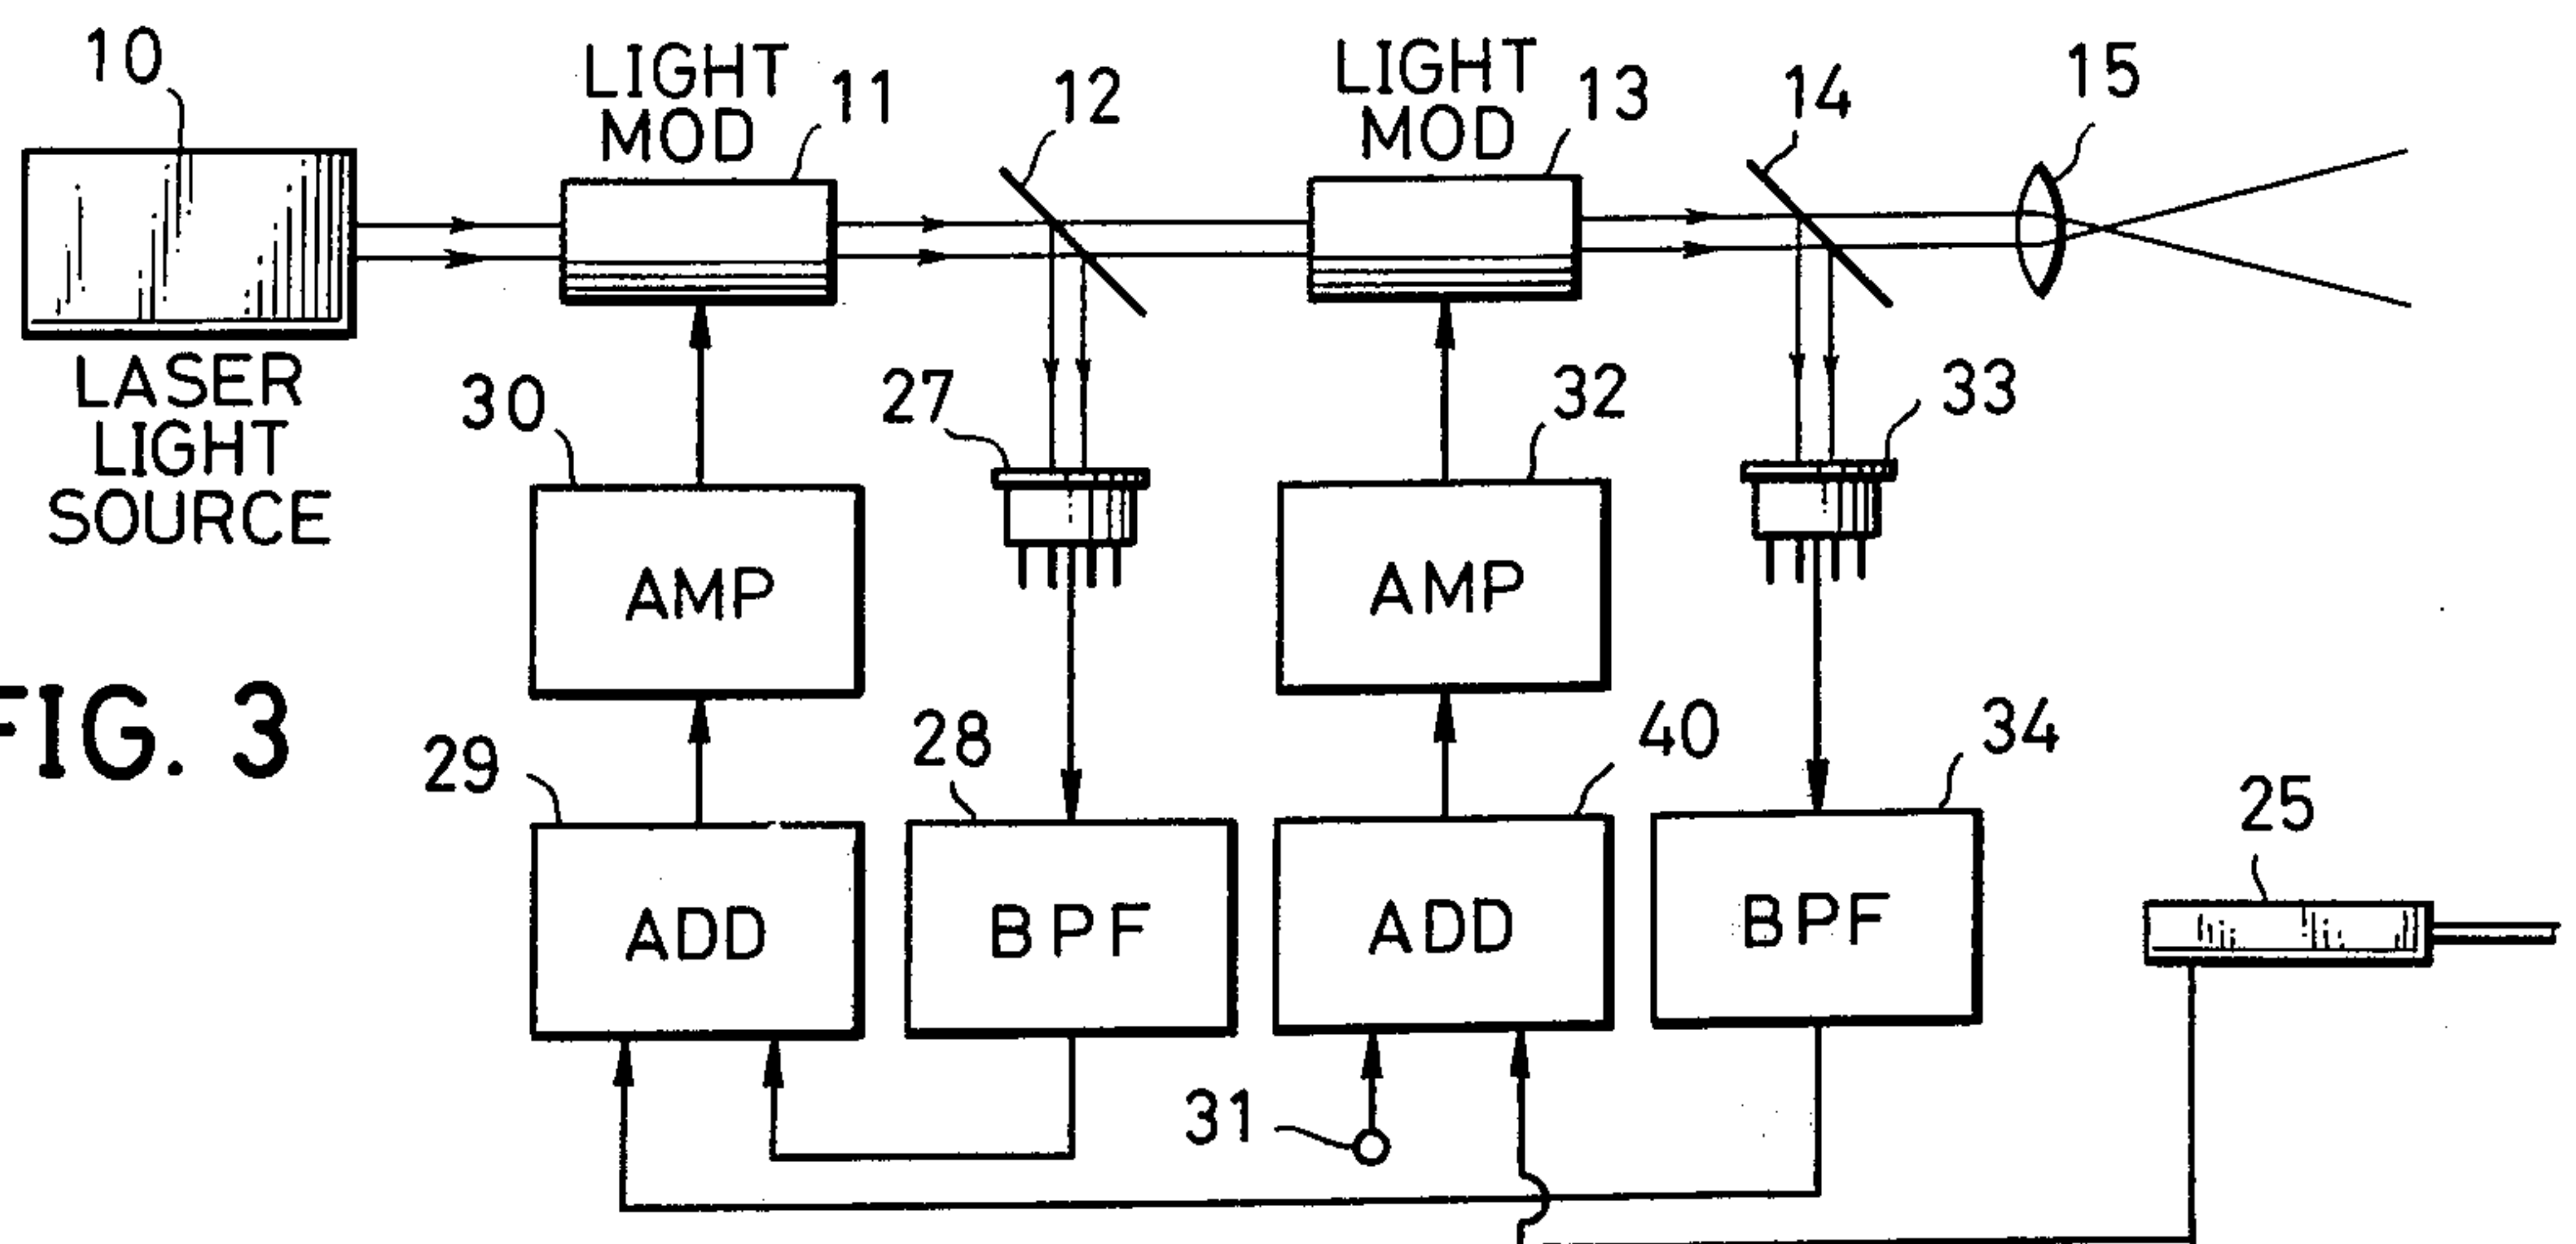 10
LIGHT
MOD
11
12
LIGHT
MOD
13
14
15
LASER
LIGHT
SOURCE
30
27
32
33
AMP
AMP
FIG. 3
29
28
40
34
25
ADD
BPF
ADD
BPF
31